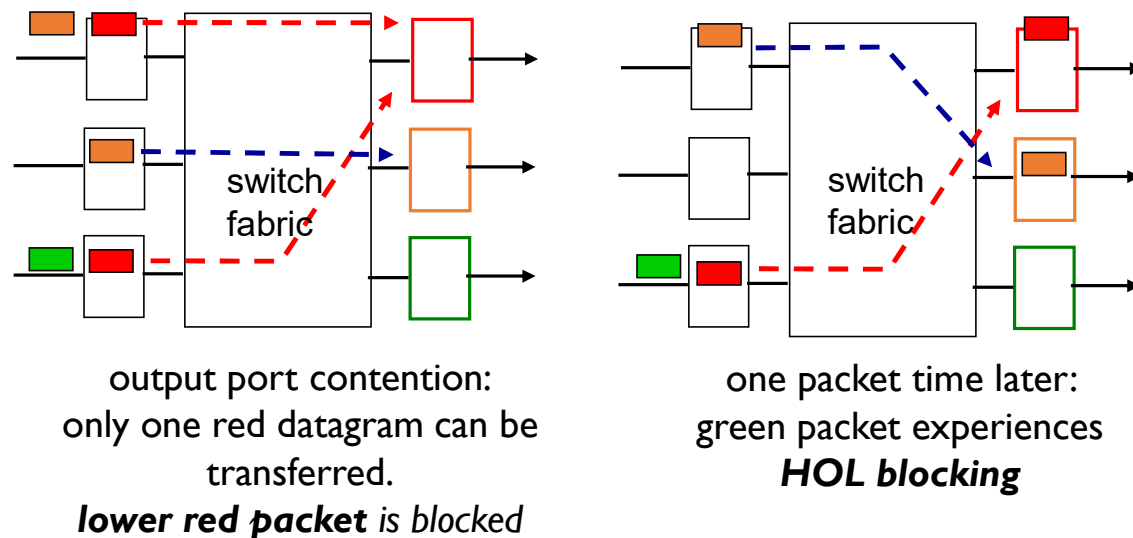 switch
fabric
output port contention:
only one red datagram can be
transferred.
lower red packet is blocked
switch
fabric
one packet time later:
green packet experiences
HOL blocking